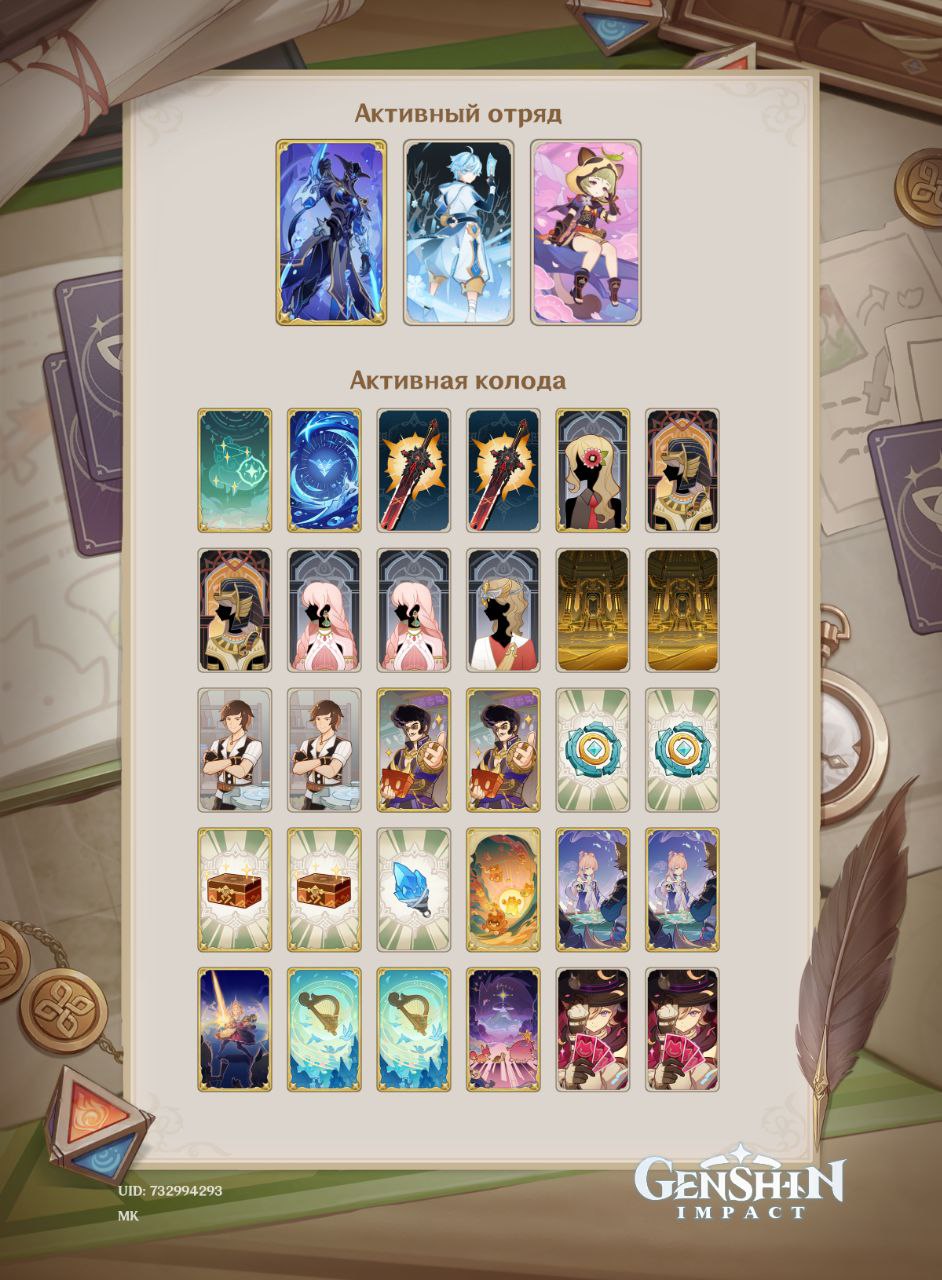 Активный отряд
Активная колода
UID: 732994293
MK
GENSHIN
IMPACT